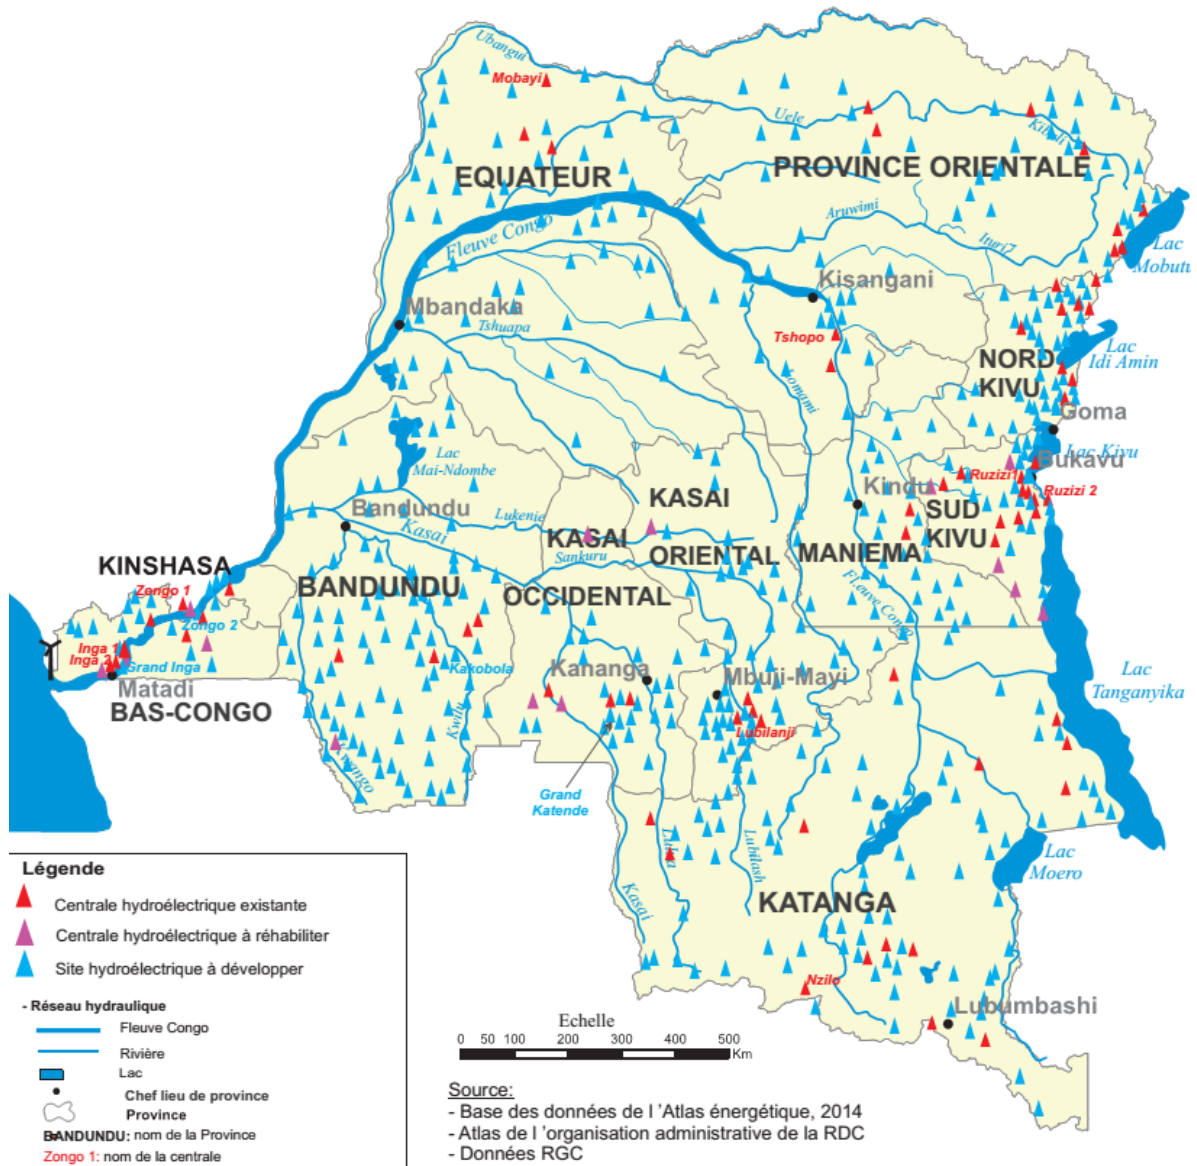 Ubangui
Mobayi
Uele
Kibali
EQUATEUR
PROVINCE ORIENTALE
Aruwimi
Ituri
Fleuve Congo
Lac
Mobutu
Kisangani
Mbandaka
Tshuapa
Tshopo
Lomami
NORD
KIVU
Lac
Idi Amin
Goma
Lac Kivu
Bukavu
Lac
Mai-Ndombe
Ruzizi1
Ruzizi 2
Kindu
SUD
KIVU
KASAI
ORIENTAL
Bandundu
Lukenie
Kasai
KASAI
OCCIDENTAL
Sankuru
MANIEMA
Fleuve Congo
KINSHASA
Zongo 1
Zongo 2
BANDUNDU
Inga 1
Inga 2
Grand Inga
Matadi
BAS-CONGO
Kakobola
Kananga
Mbuji-Mayi
Lac
Tanganyika
Lubilanji
Kwilu
Kwango
Grand
Katende
Lulua
Lubilash
Kasai
Lac
Moero
KATANGA
Nzilo
Lubumbashi
Légende
Centrale hydroélectrique existante
Centrale hydroélectrique à réhabiliter
Site hydroélectrique à développer
- Réseau hydraulique
Fleuve Congo
Rivière
Lac
Chef lieu de province
Province
BANDUNDU: nom de la Province
Zongo 1: nom de la centrale
Echelle
0 50 100 200 300 400 500
Km
Source:
- Base des données de l 'Atlas énergétique, 2014
- Atlas de l 'organisation administrative de la RDC
- Données RGC